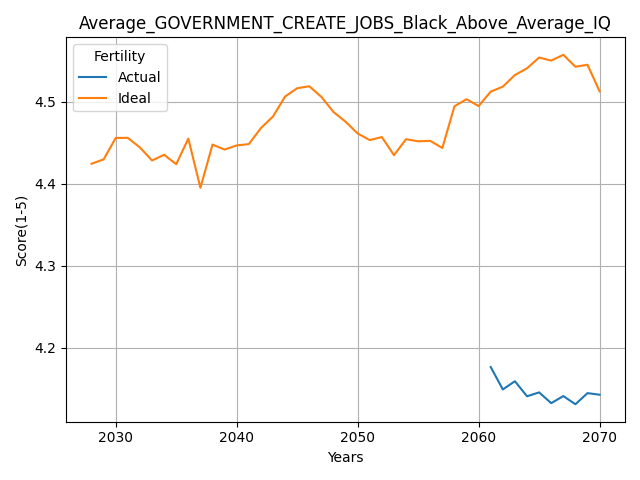 Average_GOVERNMENT_CREATE_JOBS_Black_Above_Average_IQ
Fertility
Actual
Ideal
Score(1-5)
4.5
4.4
4.3
4.2
2030 2040 2050 2060 2070
Years